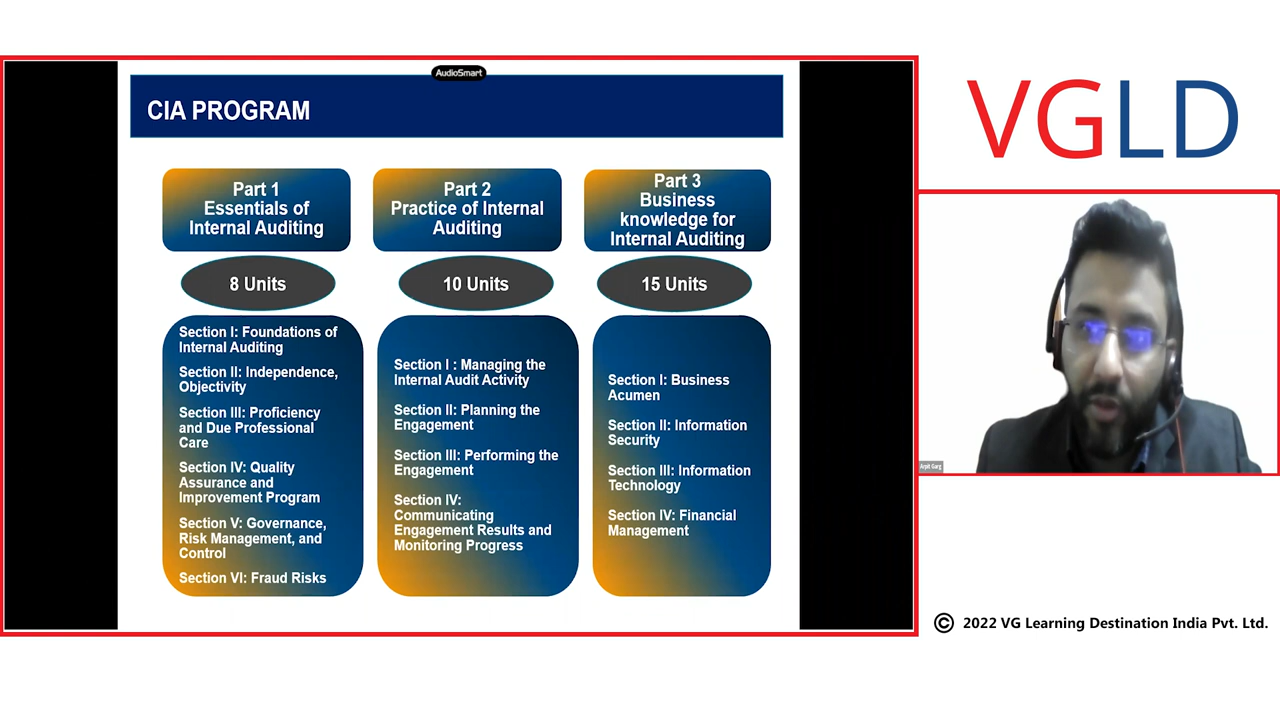 AudioSmart
CIA PROGRAM
Part 1
Essentials of
Internal Auditing
8 Units
Section I: Foundations of
Internal Auditing
Section II: Independence,
Objectivity
Section III: Proficiency
and Due Professional
Care
Section IV: Quality
Assurance and
Improvement Program
Section V: Governance,
Risk Management, and
Control
Section VI: Fraud Risks
Part 2
Practice of Internal
Auditing
10 Units
Section I : Managing the
Internal Audit Activity
Section II: Planning the
Engagement
Section III: Performing the
Engagement
Section IV:
Communicating
Engagement Results and
Monitoring Progress
Part 3
Business
knowledge for
Internal Auditing
15 Units
Section I: Business
Acumen
Section II: Information
Security
Section III: Information
Technology
Section IV: Financial
Management
VGLD
Arpit Garg
© 2022 VG Learning Destination India Pvt. Ltd.